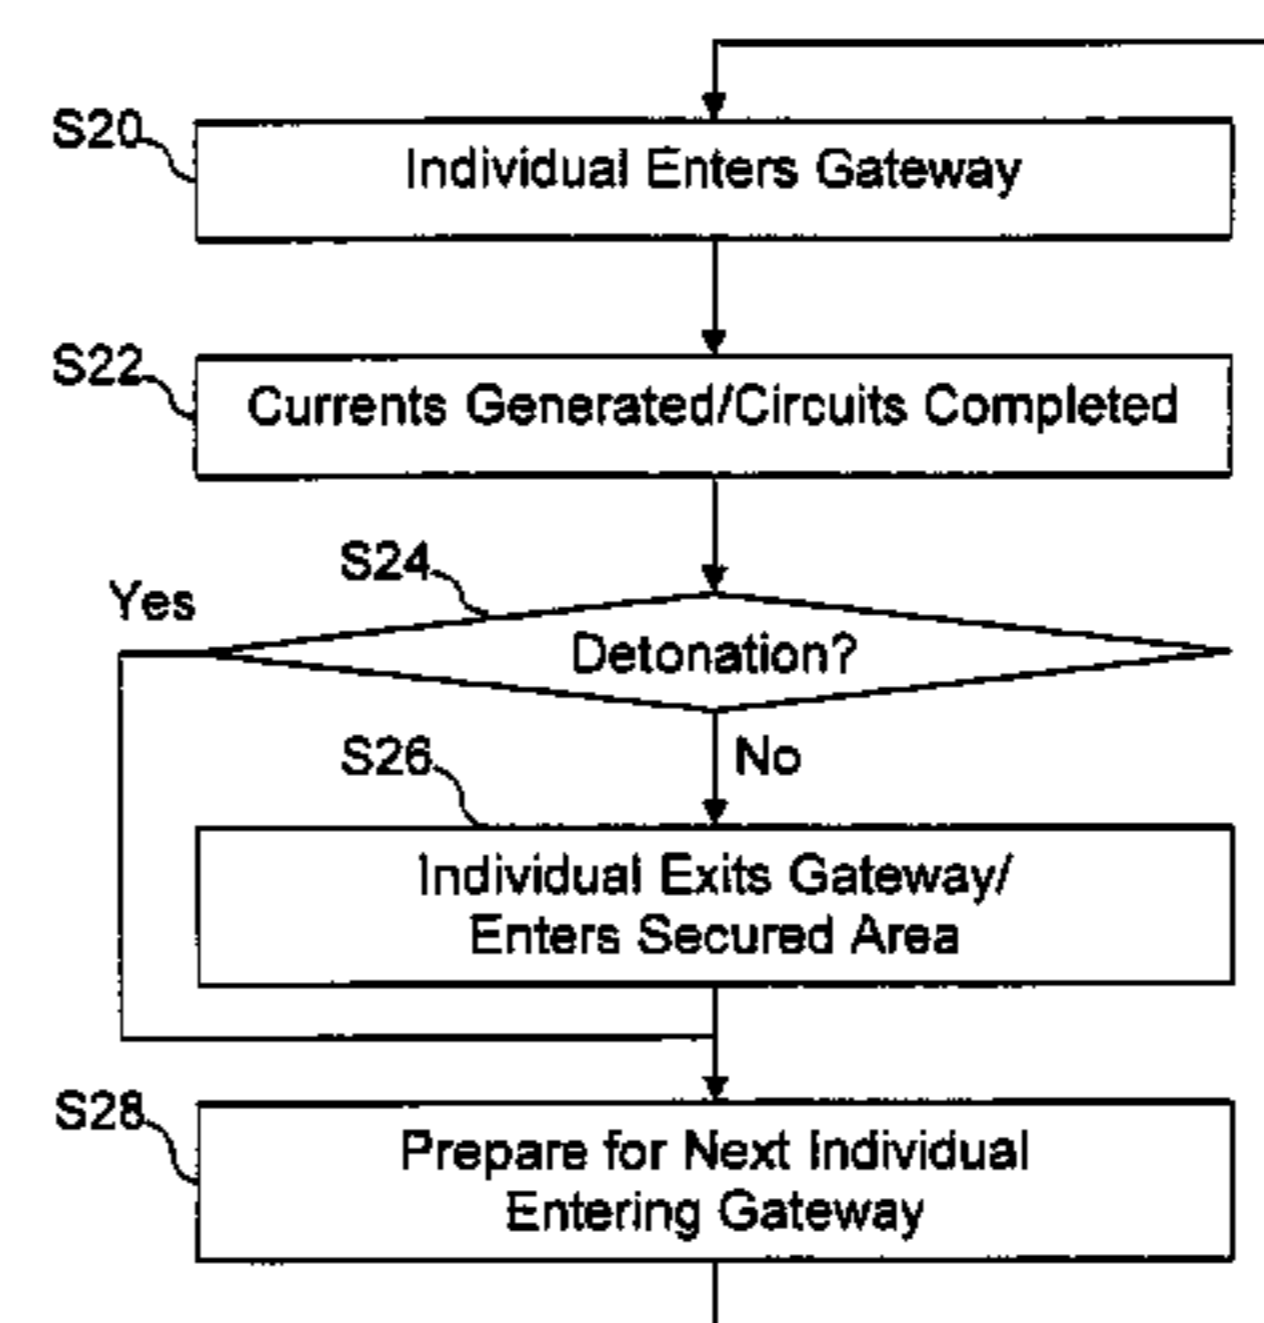 S20
Individual Enters Gateway
S22
Currents Generated/Circuits Completed
S24
Yes
Detonation?
S26
No
Individual Exits Gateway/
Enters Secured Area
S28
Prepare for Next Individual
Entering Gateway